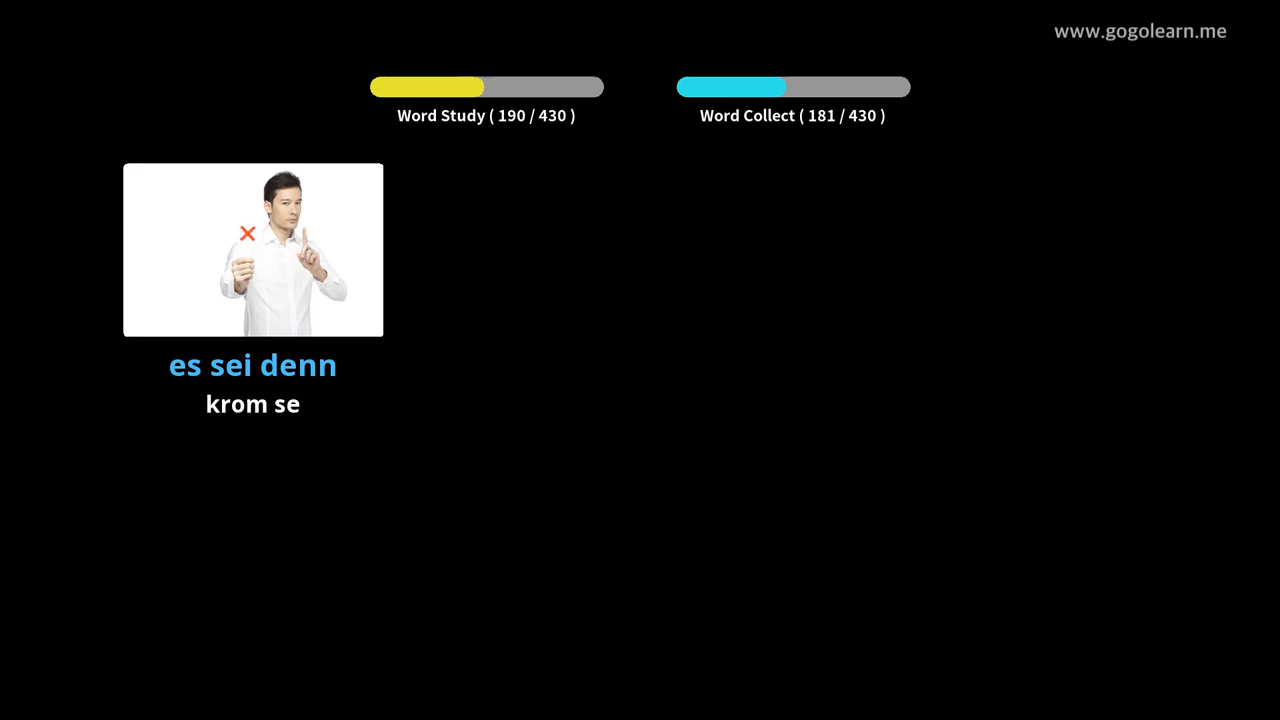 www.gogolearn.me
Word Study ( 190 / 430 )
Word Collect ( 181 / 430 )
es sei denn
krom se